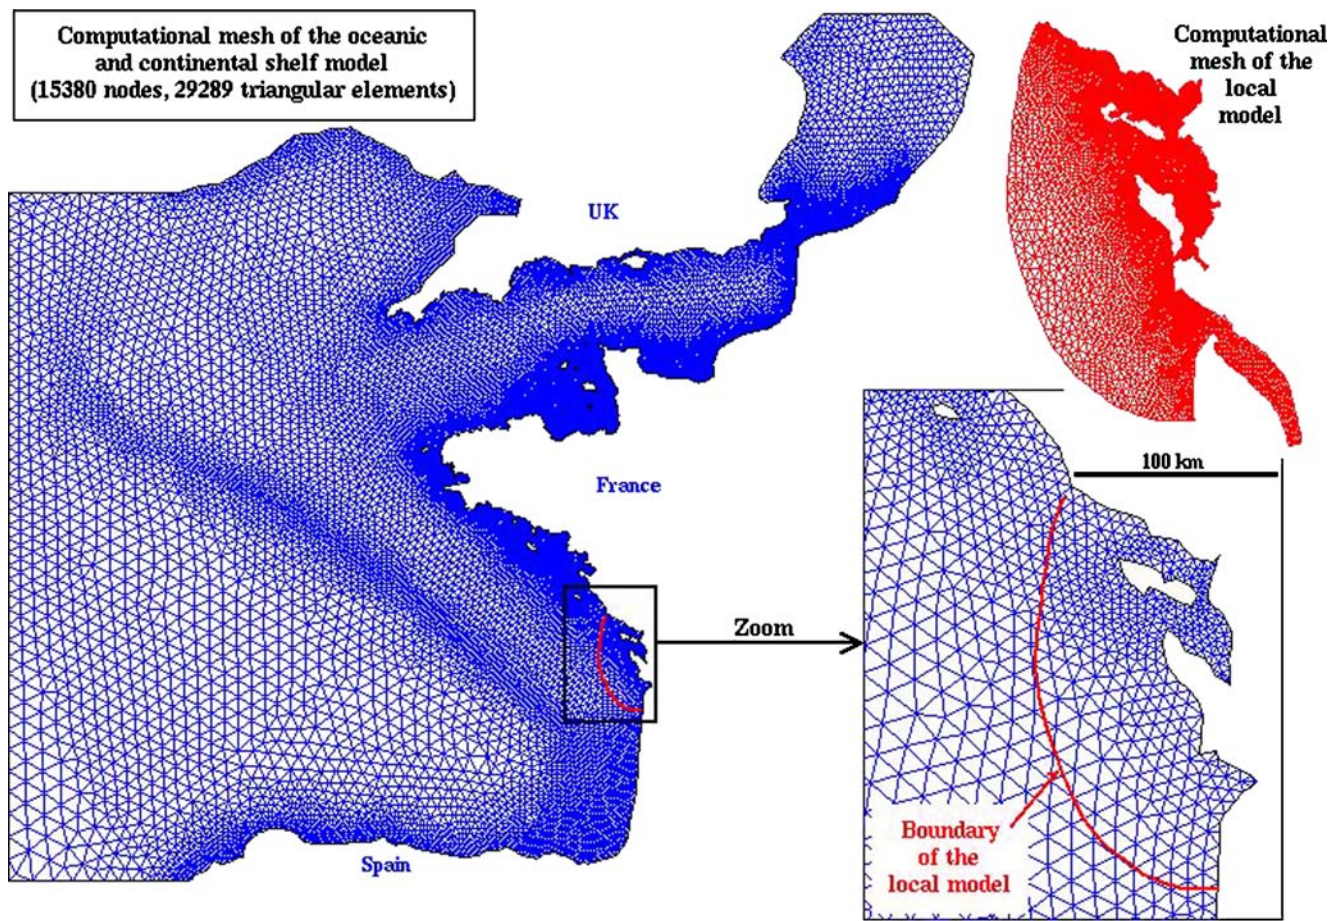 Computational mesh of the oceanic
and continental shelf model
(15380 nodes, 29289 triangular elements)
Computational
mesh of the
local
model
UK
France
100 km
Zoom
Boundary
of the
local model
Spain